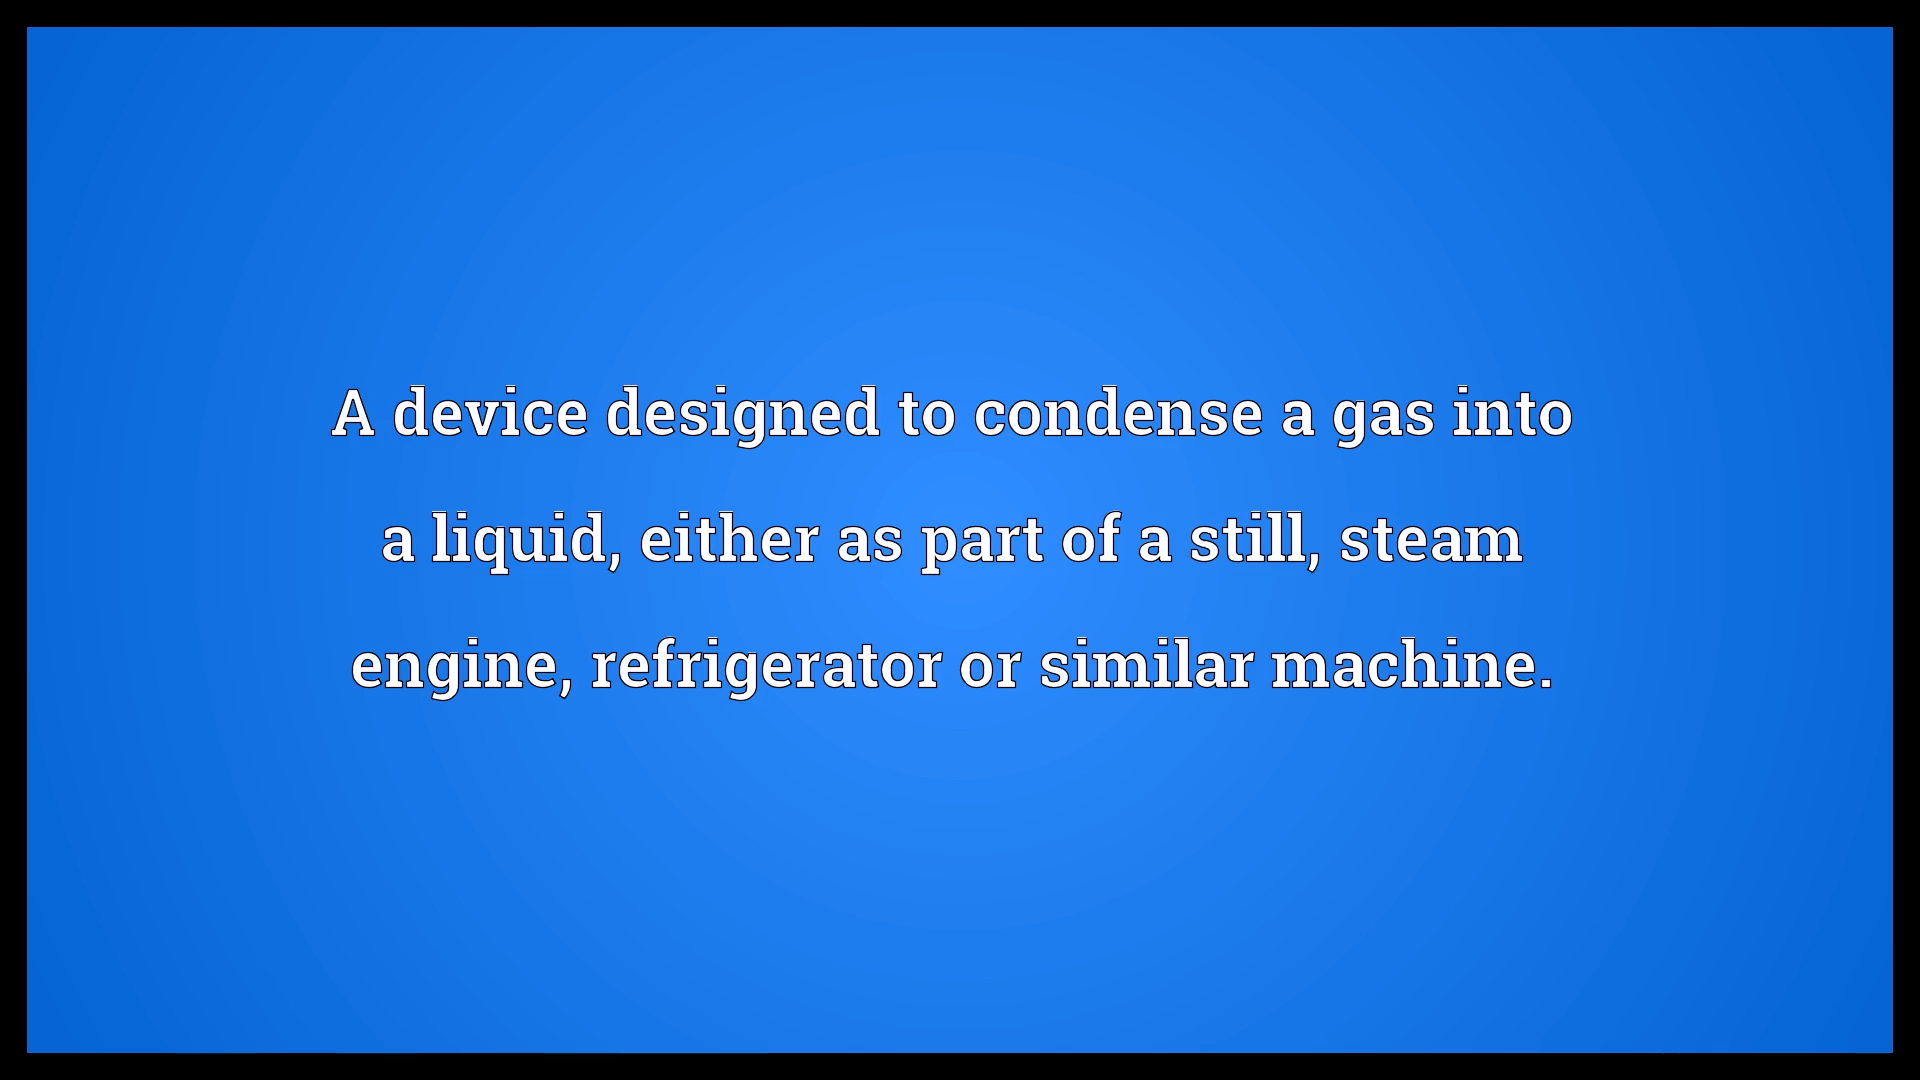 A device designed to condense a gas into
a liquid, either as part of a still, steam
engine, refrigerator or similar machine.